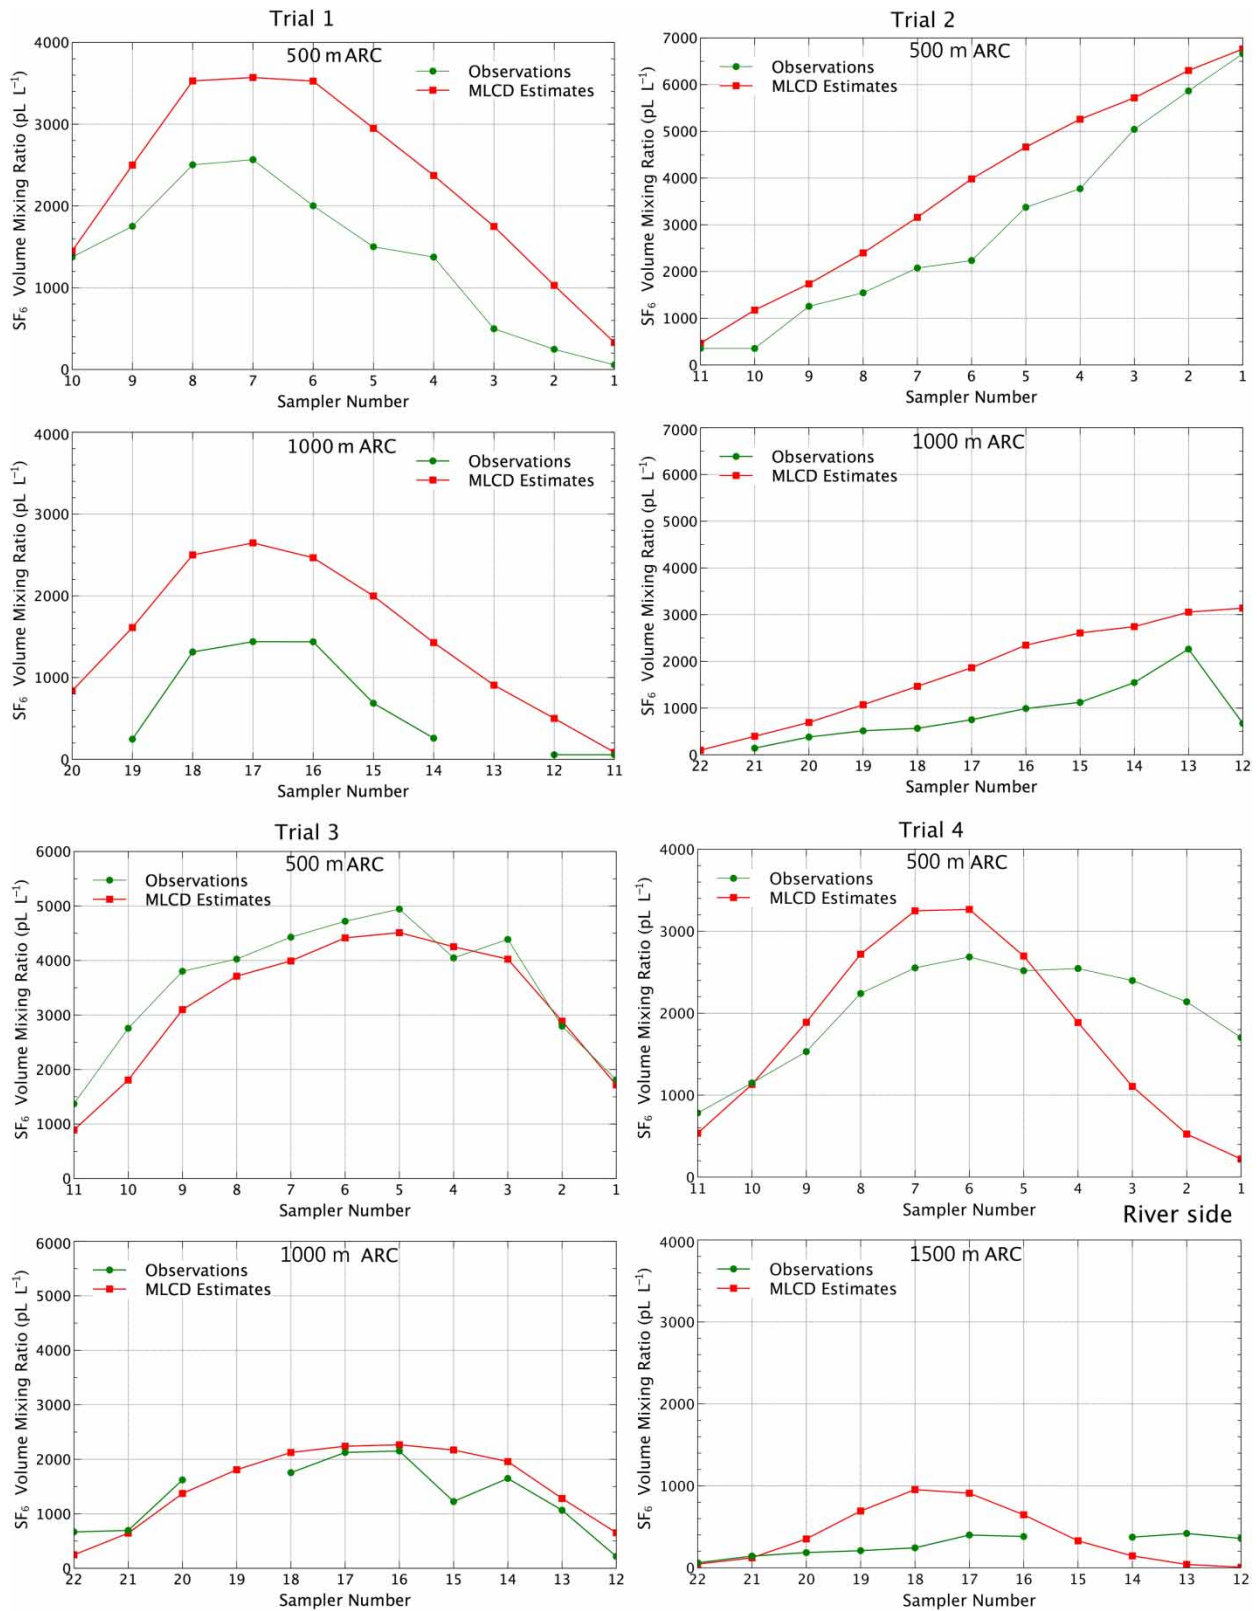 Trial 1
500 m ARC
Observations
MLCD Estimates
SF₆ Volume Mixing Ratio (pL L⁻¹)
4000
3000
2000
1000
0
10 9 8 7 6 5 4 3 2 1
Sampler Number
1000 m ARC
Observations
MLCD Estimates
SF₆ Volume Mixing Ratio (pL L⁻¹)
4000
3000
2000
1000
0
20 19 18 17 16 15 14 13 12 11
Sampler Number
Trial 2
500 m ARC
Observations
MLCD Estimates
SF₆ Volume Mixing Ratio (pL L⁻¹)
7000
6000
5000
4000
3000
2000
1000
0
11 10 9 8 7 6 5 4 3 2 1
Sampler Number
1000 m ARC
Observations
MLCD Estimates
SF₆ Volume Mixing Ratio (pL L⁻¹)
7000
6000
5000
4000
3000
2000
1000
0
22 21 20 19 18 17 16 15 14 13 12
Sampler Number
Trial 3
500 m ARC
Observations
MLCD Estimates
SF₆ Volume Mixing Ratio (pL L⁻¹)
6000
5000
4000
3000
2000
1000
0
11 10 9 8 7 6 5 4 3 2 1
Sampler Number
1000 m ARC
Observations
MLCD Estimates
SF₆ Volume Mixing Ratio (pL L⁻¹)
6000
5000
4000
3000
2000
1000
0
22 21 20 19 18 17 16 15 14 13 12
Sampler Number
Trial 4
500 m ARC
Observations
MLCD Estimates
SF₆ Volume Mixing Ratio (pL L⁻¹)
4000
3000
2000
1000
0
11 10 9 8 7 6 5 4 3 2 1
Sampler Number
River side
1500 m ARC
Observations
MLCD Estimates
SF₆ Volume Mixing Ratio (pL L⁻¹)
4000
3000
2000
1000
0
22 21 20 19 18 17 16 15 14 13 12
Sampler Number